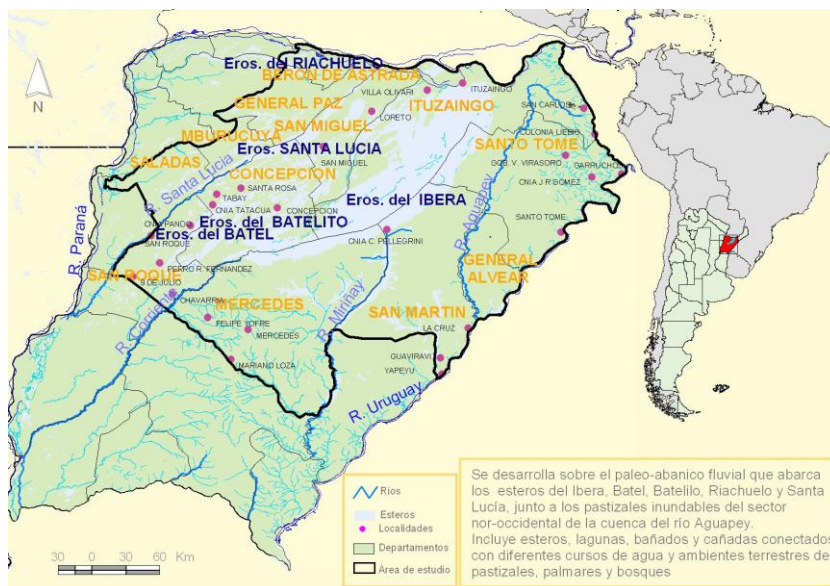 Eros. del RIACHUELO
BERON DE ASTRADA
VILLA OLIVARI
ITUZAINGO
ITUZAINGO
GENERAL PAZ
LORETO
SAN CARLOS
N
MBURUCUYA
SAN MIGUEL
COLONIA LIEBIG
SANTO TOME
Eros. SANTA LUCIA
SALADAS
SAN MIGUEL
GOB. V. VIRASORO
GARRUCHOS
CONCEPCION
CNIA J R GOMEZ
R. Santa Lucia
SANTA ROSA
TABAY
Eros. del IBERA
CNIA TATACUA
CONCEPCION
R. Aguapey
SANTO TOME
Eros. del BATELITO
Eros. del BATEL
CNIA C. PELLEGRINI
R. Paraná
SAN ROQUE
GENERAL
ALVEAR
PERRO R. FERNANDEZ
SAN ROQUE
9 DE JULIO
CHAVARRIA
MERCEDES
R. Corriente
R. Miriñay
SAN MARTIN
FELIPE YOFRE
MERCEDES
LA CRUZ
MARIANO LOZA
GUAVIRAVI
YAPEYU
R. Uruguay
Ríos
Esteros
Localidades
Departamentos
Área de estudio
30 0 30 60 Km
Se desarrolla sobre el paleo-abanico fluvial que abarca
los esteros del Ibera, Batel, Batelilo, Riachuelo y Santa
Lucía, junto a los pastizales inundables del sector
nor-occidental de la cuenca del río Aguapey.
Incluye esteros, lagunas, bañados y cañadas conectados
con diferentes cursos de agua y ambientes terrestres de
pastizales, palmares y bosques